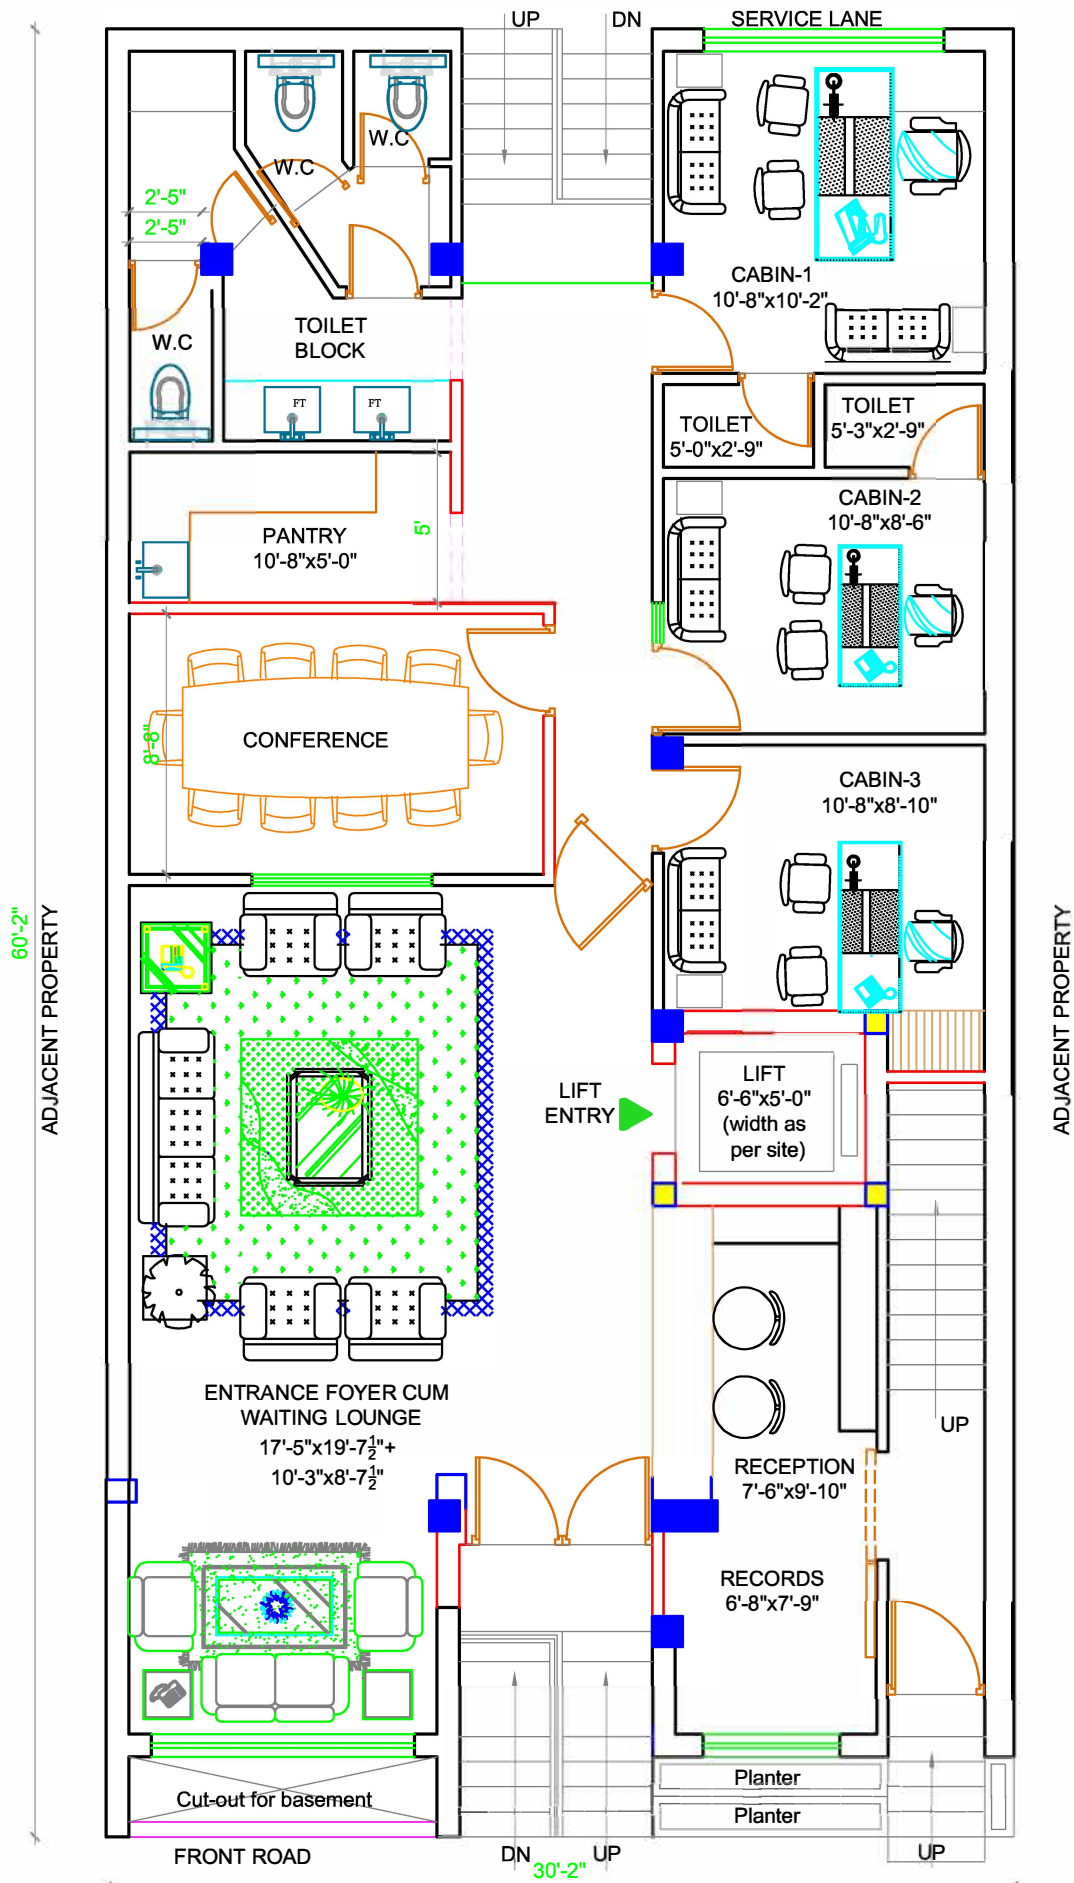 UP
DN
SERVICE LANE
W.C
W.C
2'-5"
2'-5"
CABIN-1
10'-8"x10'-2"
TOILET
BLOCK
W.C
FT
FT
TOILET
5'-0"x2'-9"
TOILET
5'-3"x2'-9"
CABIN-2
10'-8"x8'-6"
PANTRY
10'-8"x5'-0"
5'
CONFERENCE
8'-8"
CABIN-3
10'-8"x8'-10"
60'-2"
ADJACENT PROPERTY
ADJACENT PROPERTY
LIFT
ENTRY
LIFT
6'-6"x5'-0"
(width as
per site)
ENTRANCE FOYER CUM
WAITING LOUNGE
17'-5"x19'-7½"+
10'-3"x8'-7½"
UP
RECEPTION
7'-6"x9'-10"
RECORDS
6'-8"x7'-9"
Planter
Cut-out for basement
Planter
FRONT ROAD
DN
UP
UP
30'-2"